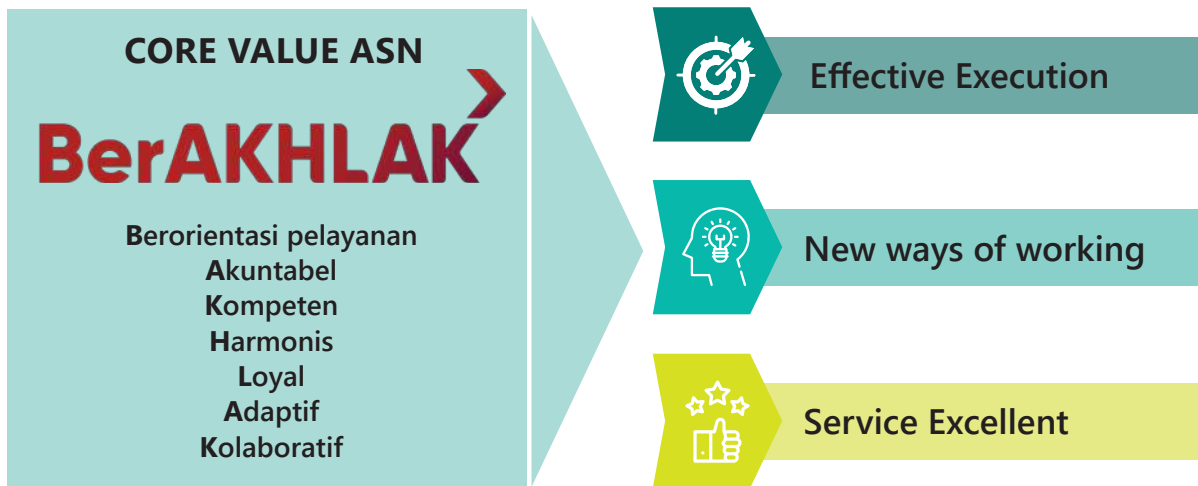 CORE VALUE ASN
BerAKHLAK
Berorientasi pelayanan
Akuntabel
Kompeten
Harmonis
Loyal
Adaptif
Kolaboratif
Effective Execution
New ways of working
Service Excellent